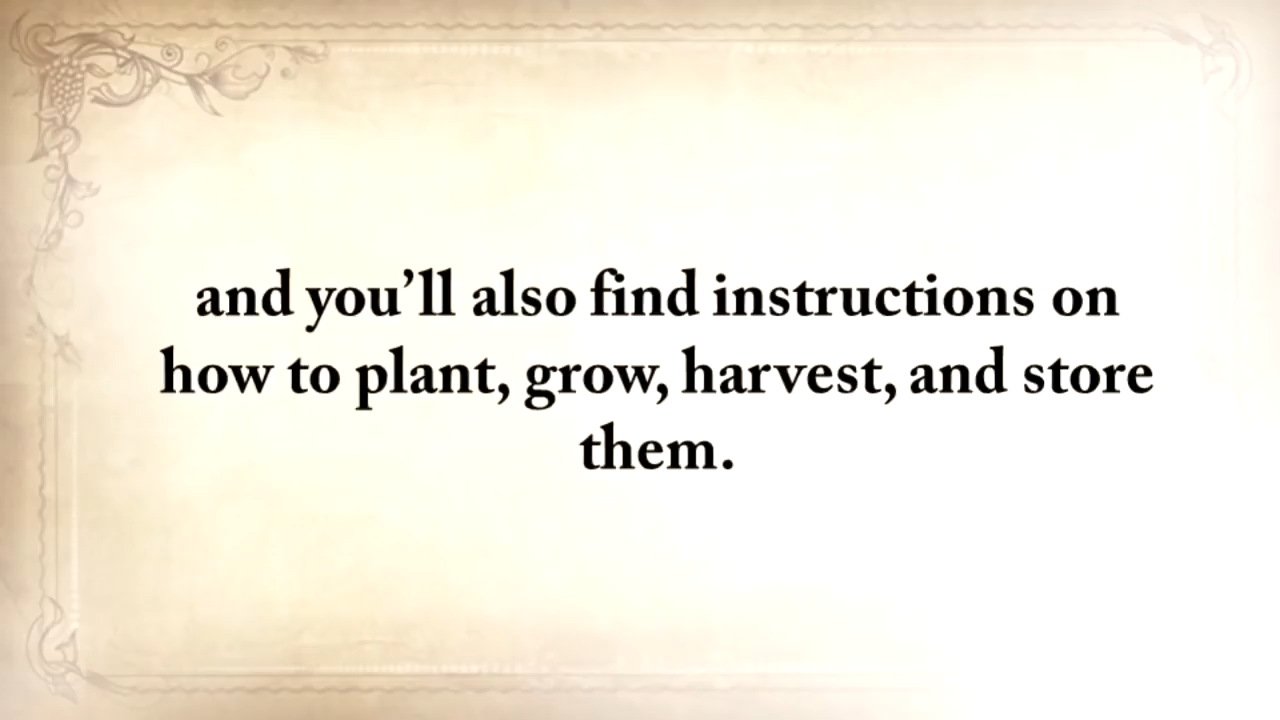 and you’ll also find instructions on
how to plant, grow, harvest, and store
them.